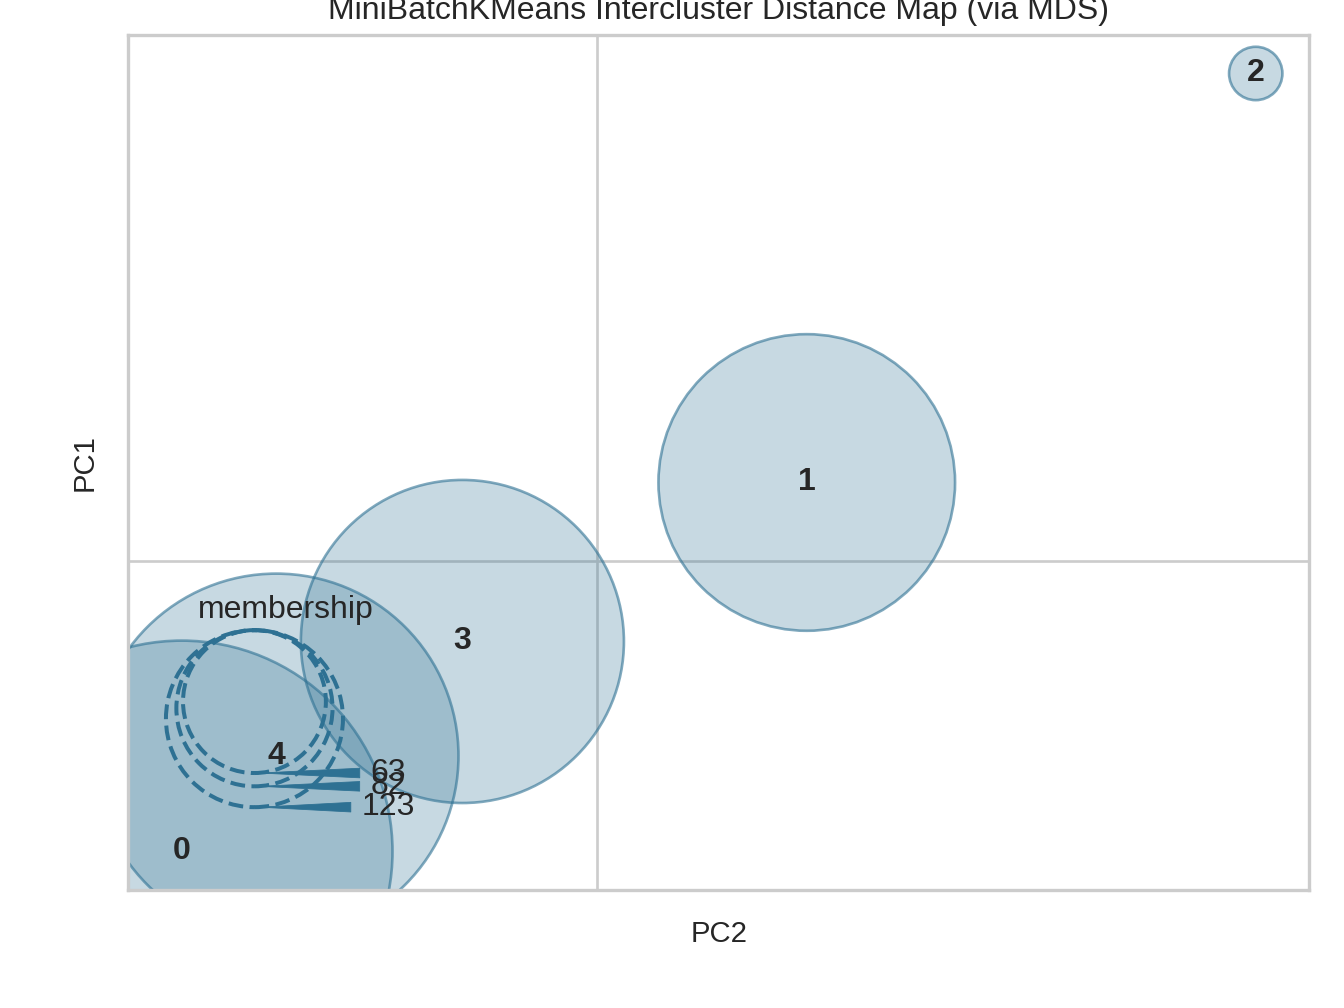 MiniBatchKMeans Intercluster Distance Map (via MDS)
2
PC1
1
membership
3
4
63
82
123
0
PC2